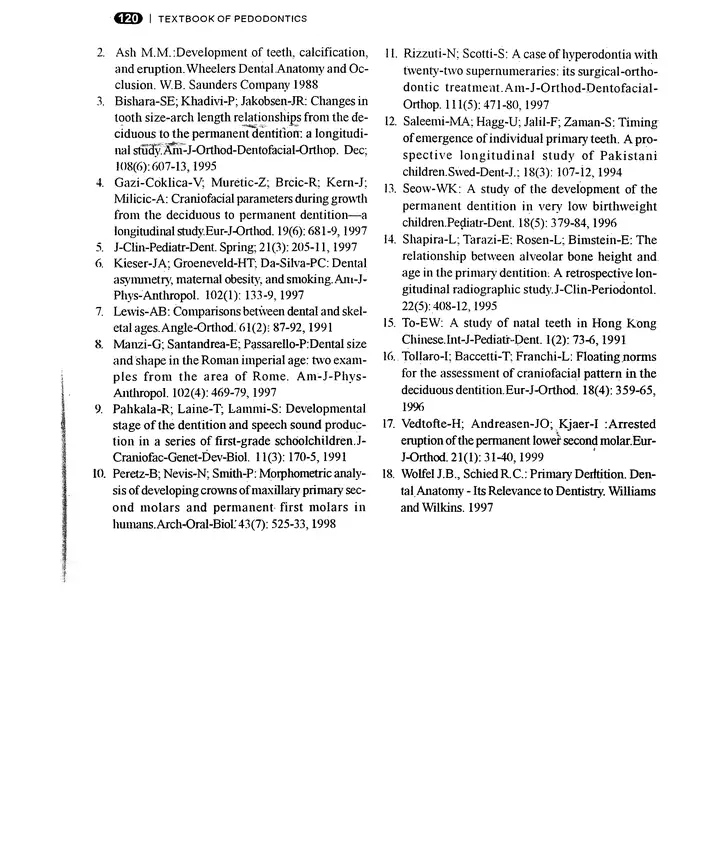 120 | TEXTBOOK OF PEDODONTICS
2. Ash M.M.:Development of teeth, calcification,
and eruption.Wheelers Dental Anatomy and Oc-
clusion. W.B. Saunders Company 1988
3. Bishara-SE; Khadivi-P; Jakobsen-JR: Changes in
tooth size-arch length relationships from the de-
ciduous to the permanent dentition: a longitudi-
nal study.Am-J-Orthod-Dentofacial-Orthop. Dec;
108(6):607-13, 1995
4. Gazi-Coklica-V; Muretic-Z; Brcic-R; Kern-J;
Milicic-A: Craniofacial parameters during growth
from the deciduous to permanent dentition—a
longitudinal study.Eur-J-Orthod. 19(6): 681-9, 1997
5. J-Clin-Pediatr-Dent. Spring; 21(3): 205-11, 1997
6. Kieser-JA; Groeneveld-HT; Da-Silva-PC: Dental
asymmetry, maternal obesity, and smoking.Am-J-
Phys-Anthropol. 102(1): 133-9, 1997
7. Lewis-AB: Comparisons between dental and skel-
etal ages.Angle-Orthod. 61(2): 87-92, 1991
8. Manzi-G; Santandrea-E; Passarello-P:Dental size
and shape in the Roman imperial age: two exam-
ples from the area of Rome. Am-J-Phys-
Anthropol. 102(4): 469-79, 1997
9. Pahkala-R; Laine-T; Lammi-S: Developmental
stage of the dentition and speech sound produc-
tion in a series of first-grade schoolchildren.J-
Craniofac-Genet-Dev-Biol. 11(3): 170-5, 1991
10. Peretz-B; Nevis-N; Smith-P: Morphometric analy-
sis of developing crowns of maxillary primary sec-
ond molars and permanent first molars in
humans.Arch-Oral-Biol. 43(7): 525-33, 1998
11. Rizzuti-N; Scotti-S: A case of hyperodontia with
twenty-two supernumeraries: its surgical-ortho-
dontic treatment.Am-J-Orthod-Dentofacial-
Orthop. 111(5): 471-80, 1997
12. Saleemi-MA; Hagg-U; Jalil-F; Zaman-S: Timing
of emergence of individual primary teeth. A pro-
spective longitudinal study of Pakistani
children.Swed-Dent-J.; 18(3): 107-12, 1994
13. Seow-WK: A study of the development of the
permanent dentition in very low birthweight
children.Pediatr-Dent. 18(5): 379-84, 1996
14. Shapira-L; Tarazi-E; Rosen-L; Bimstein-E: The
relationship between alveolar bone height and
age in the primary dentition: A retrospective lon-
gitudinal radiographic study.J-Clin-Periodontol.
22(5): 408-12, 1995
15. To-EW: A study of natal teeth in Hong Kong
Chinese.Int-J-Pediatr-Dent. 1(2): 73-6, 1991
16. Tollaro-I; Baccetti-T; Franchi-L: Floating norms
for the assessment of craniofacial pattern in the
deciduous dentition.Eur-J-Orthod. 18(4): 359-65,
1996
17. Vedtofte-H; Andreasen-JO; Kjaer-I :Arrested
eruption of the permanent lower second molar.Eur-
J-Orthod. 21(1): 31-40, 1999
18. Wolfel J.B., Schied R.C.: Primary Dentition. Den-
tal Anatomy - Its Relevance to Dentistry. Williams
and Wilkins. 1997